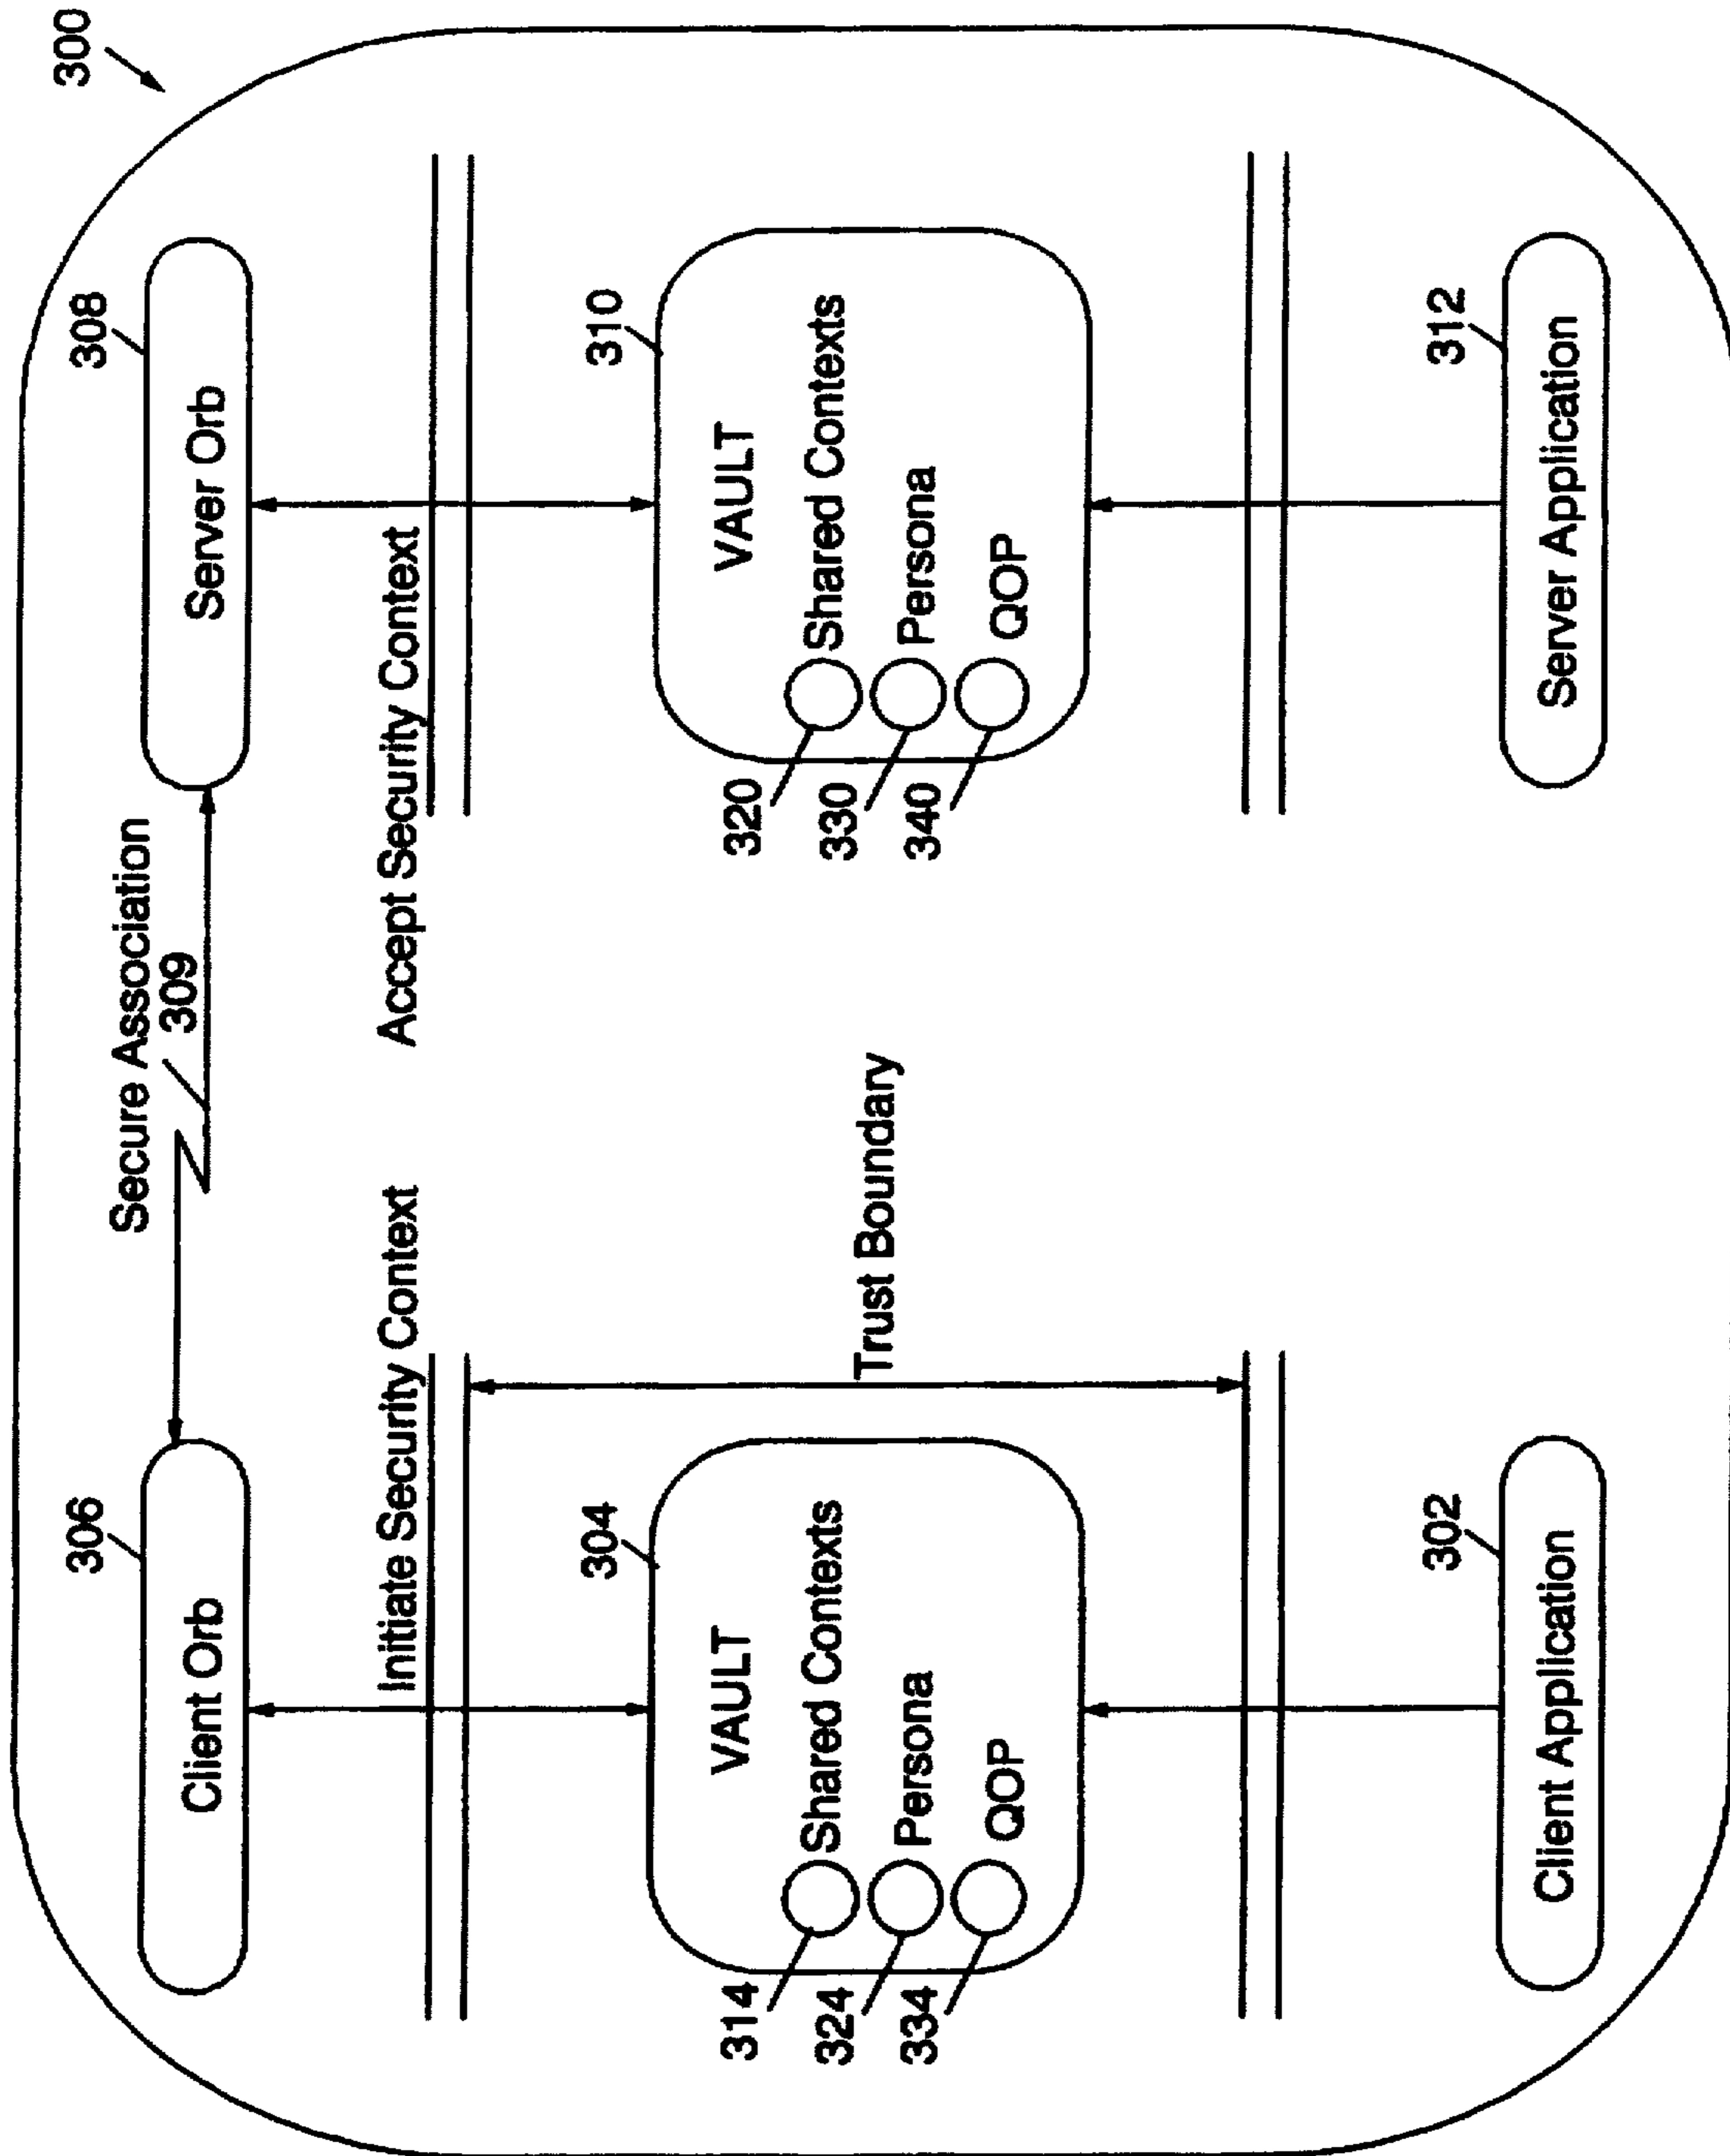 300
Secure Association
309
306
Client Orb
308
Server Orb
Initiate Security Context
Accept Security Context
304
VAULT
Shared Contexts
Persona
QOP
314
324
334
Trust Boundary
310
VAULT
Shared Contexts
Persona
QOP
320
330
340
302
Client Application
312
Server Application